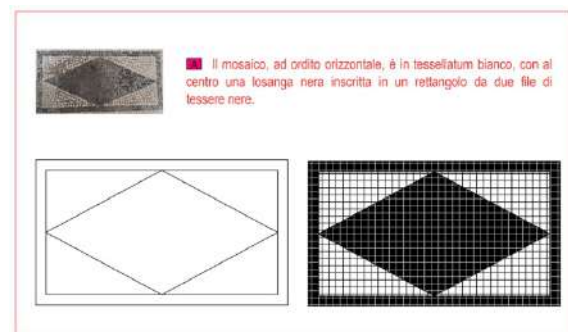 A Il mosaico, ad ordito orizzontale, è in tessellatum bianco, con al
centro una losanga nera inscritta in un rettangolo da due file di
tessere nere.